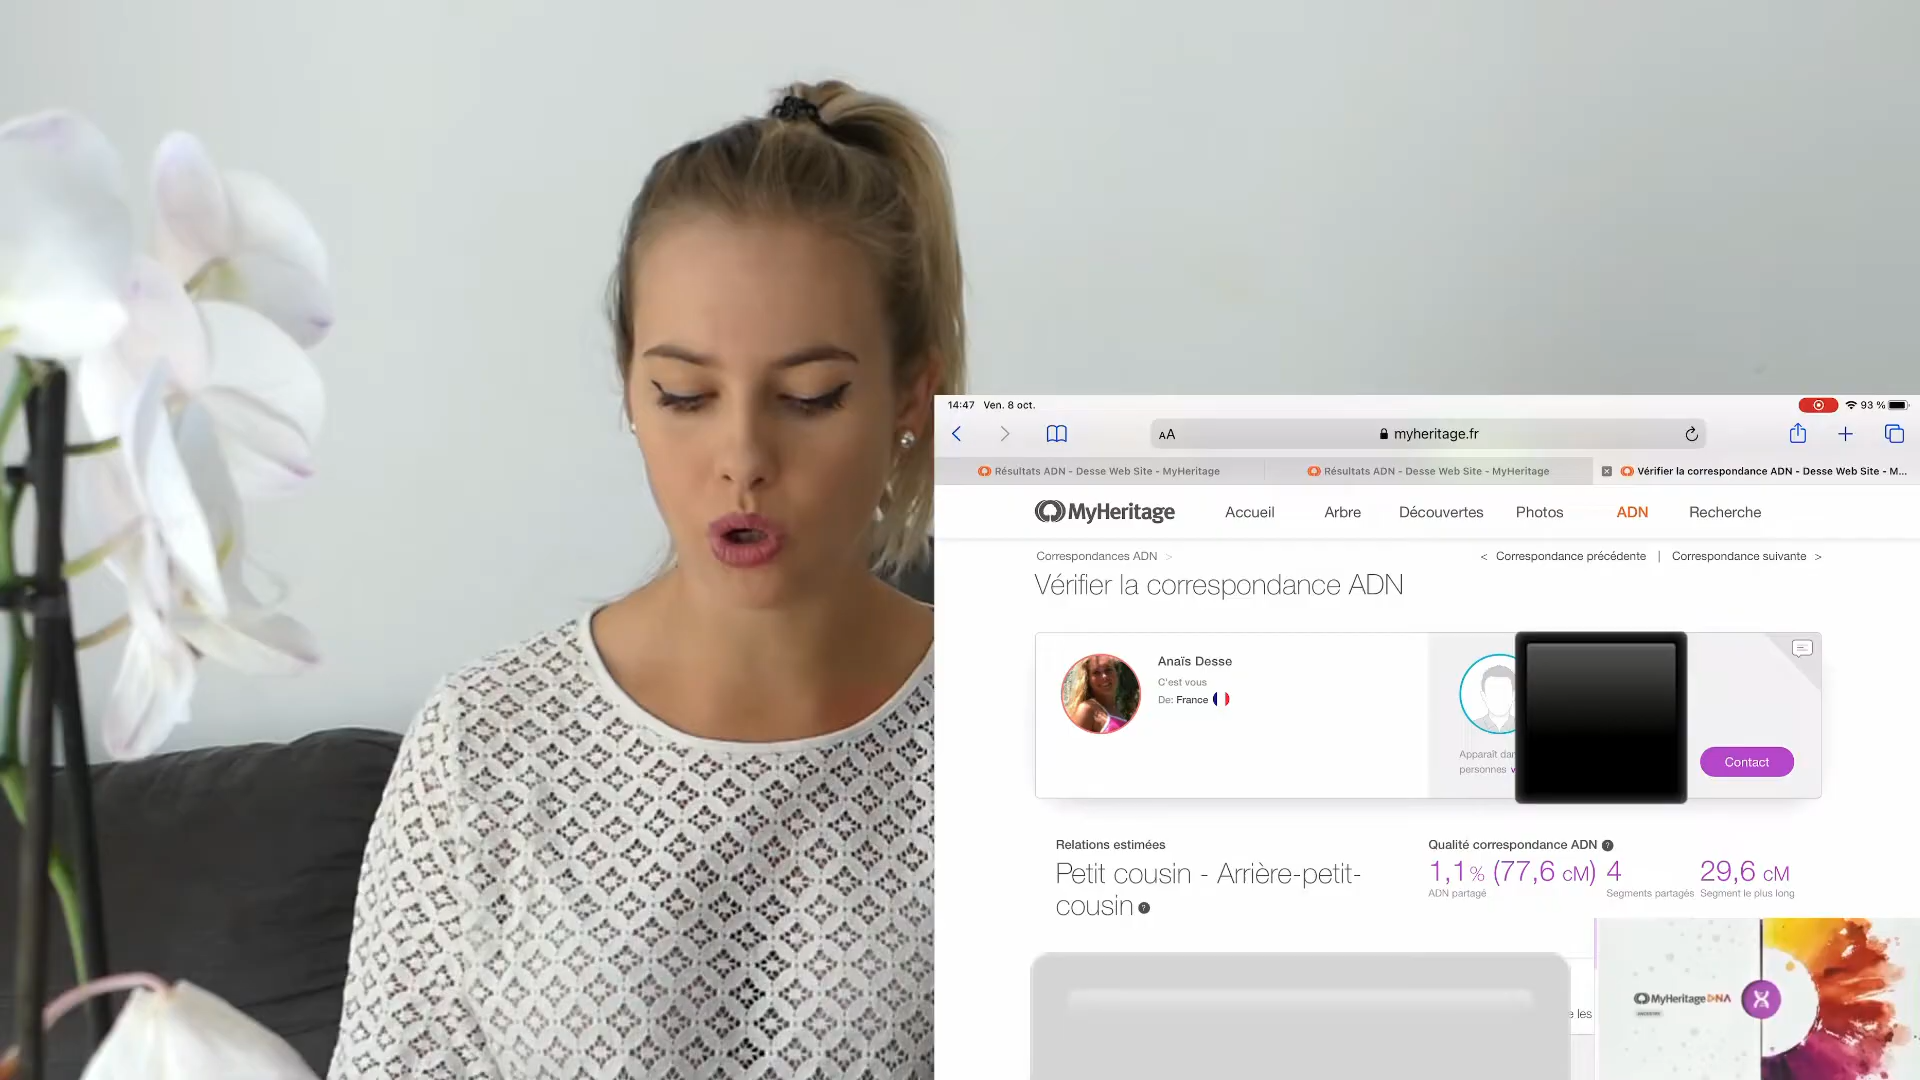 14:47 Ven. 8 oct.
93 %
AA
myheritage.fr
Résultats ADN - Desse Web Site - MyHeritage
Résultats ADN - Desse Web Site - MyHeritage
Vérifier la correspondance ADN - Desse Web Site - M...
MyHeritage
Accueil
Arbre
Découvertes
Photos
ADN
Recherche
Correspondances ADN >
< Correspondance précédente | Correspondance suivante >
Vérifier la correspondance ADN
Anaïs Desse
C'est vous
De: France
Apparaît
personnes
Contact
Relations estimées
Petit cousin - Arrière-petit-
cousin
Qualité correspondance ADN
1,1% (77,6 cM)
ADN partagé
4
Segments partagés
29,6 cM
Segment le plus long
les
MyHeritage DNA